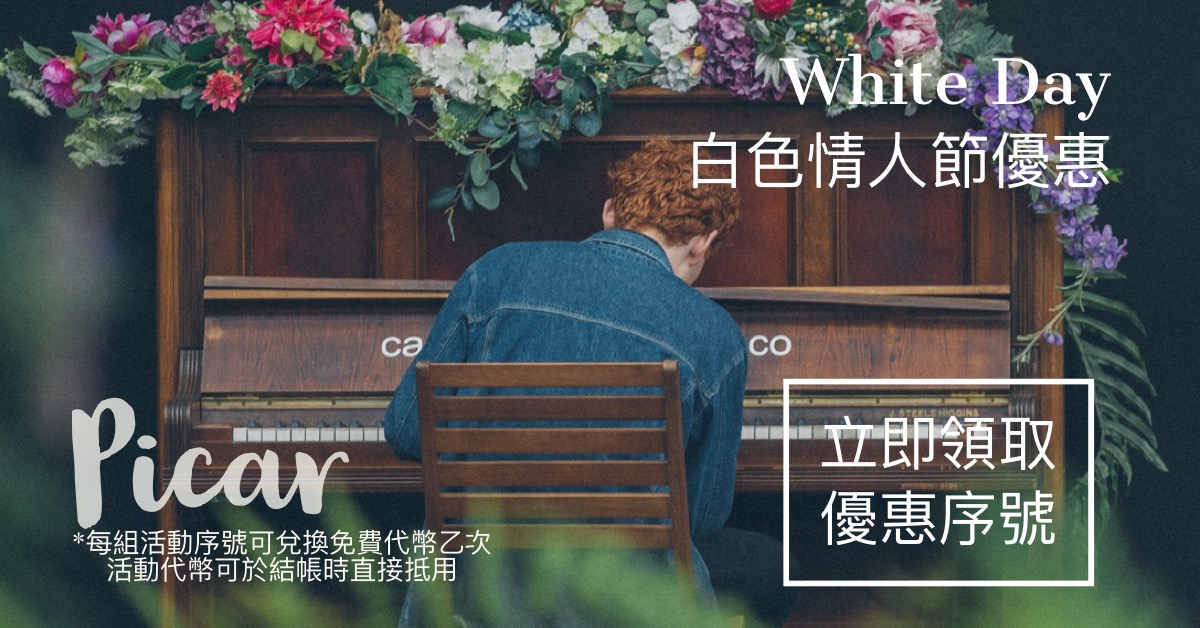 White Day
白色情人節優惠
ca co
J. STEELE HIGGINS
立即領取
優惠序號
Picar
*每組活動序號可兌換免費代幣乙次
活動代幣可於結帳時直接抵用